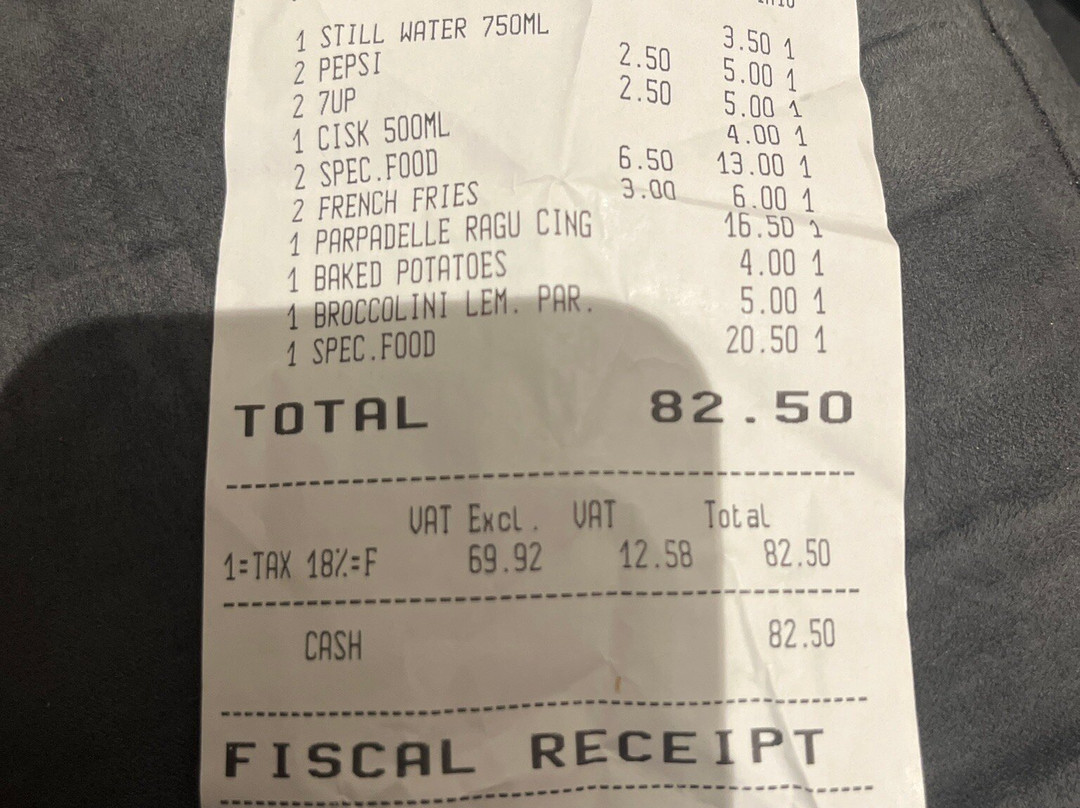 1 STILL WATER 750ML 3.50 1
2 PEPSI 2.50 5.00 1
2 7UP 2.50 5.00 1
1 CISK 500ML 4.00 1
2 SPEC.FOOD 6.50 13.00 1
2 FRENCH FRIES 3.00 6.00 1
1 PARPADELLE RAGU CING 16.50 1
1 BAKED POTATOES 4.00 1
1 BROCCOLINI LEM. PAR. 5.00 1
1 SPEC.FOOD 20.50 1
TOTAL 82.50
VAT Excl. VAT Total
1=TAX 18%=F 69.92 12.58 82.50
CASH 82.50
FISCAL RECEIPT